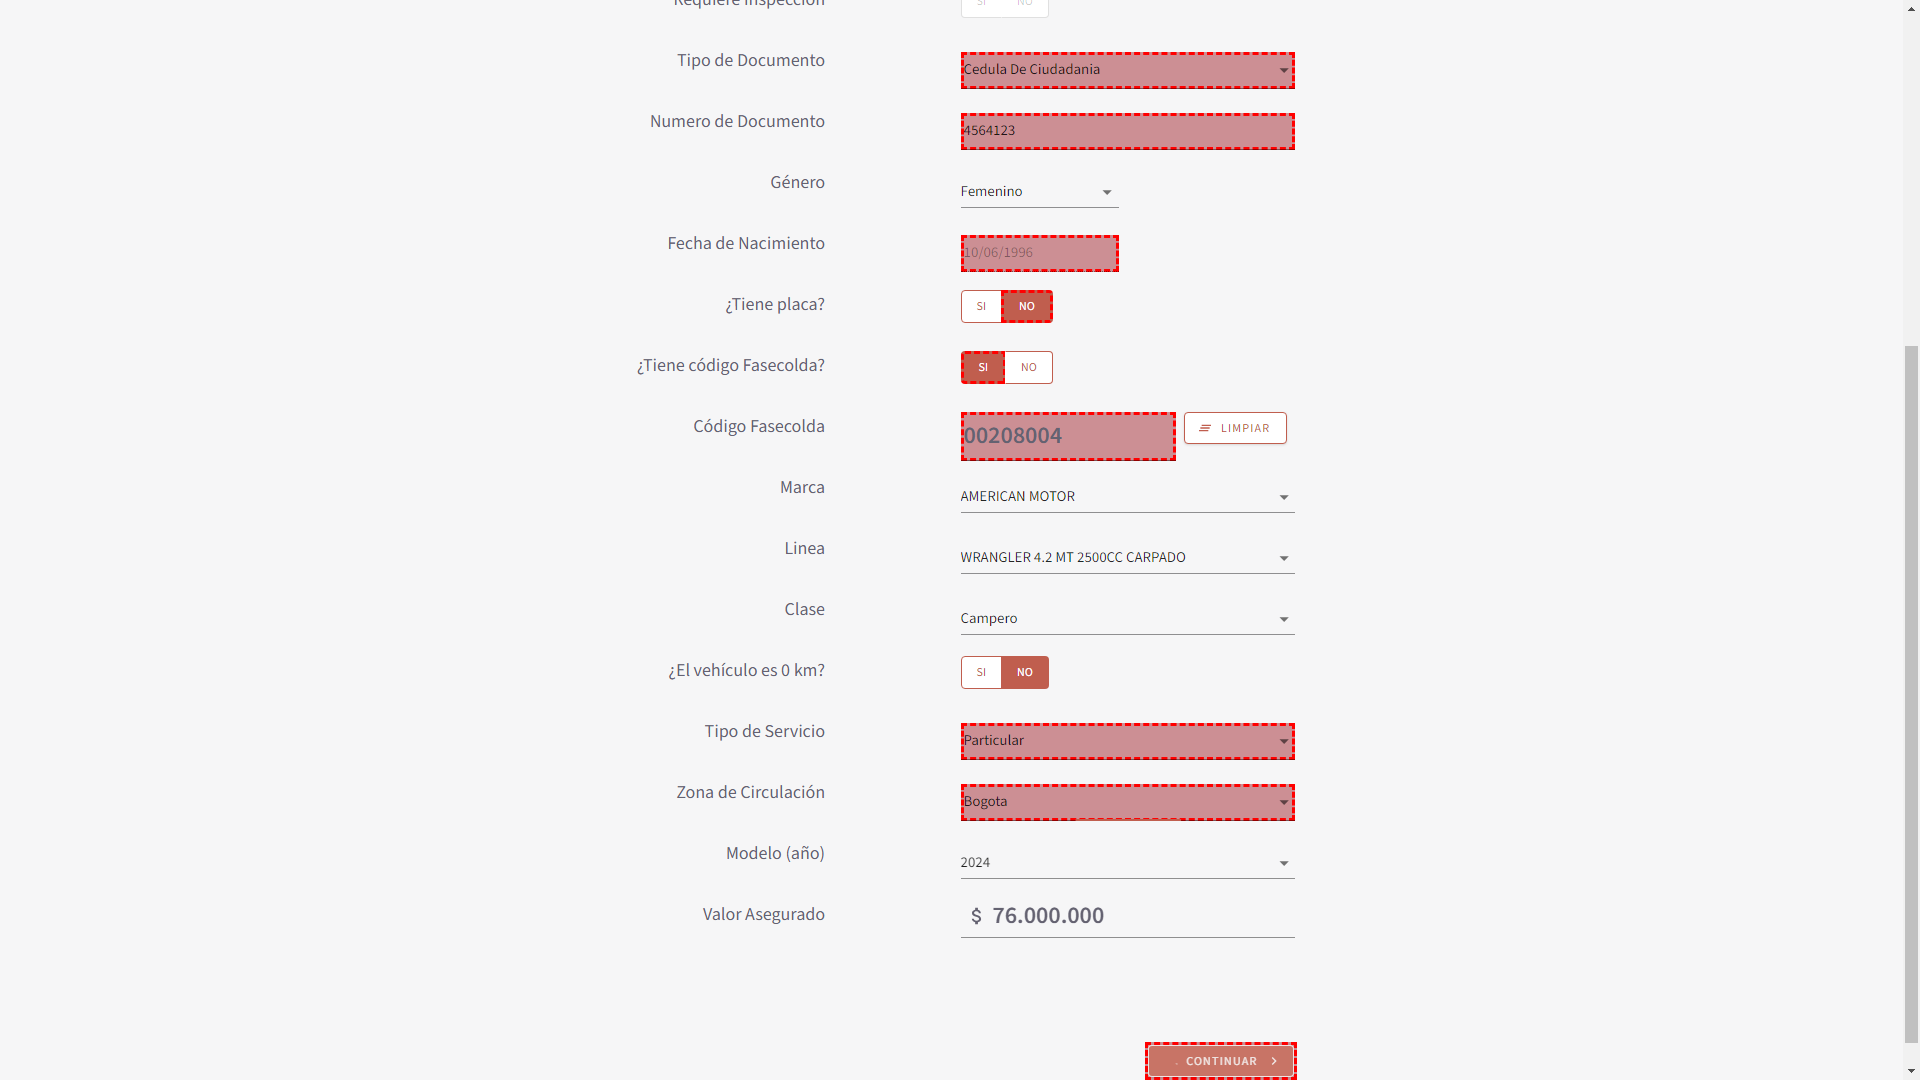 Requiere Inspección SI NO
Tipo de Documento Cedula De Ciudadania
Numero de Documento 4564123
Género Femenino
Fecha de Nacimiento 10/06/1996
¿Tiene placa? SI NO
¿Tiene código Fasecolda? SI NO
Código Fasecolda 00208004 LIMPIAR
Marca AMERICAN MOTOR
Linea WRANGLER 4.2 MT 2500CC CARPADO
Clase Campero
¿El vehículo es 0 km? SI NO
Tipo de Servicio Particular
Zona de Circulación Bogota
Modelo (año) 2024
Valor Asegurado $ 76.000.000
CONTINUAR